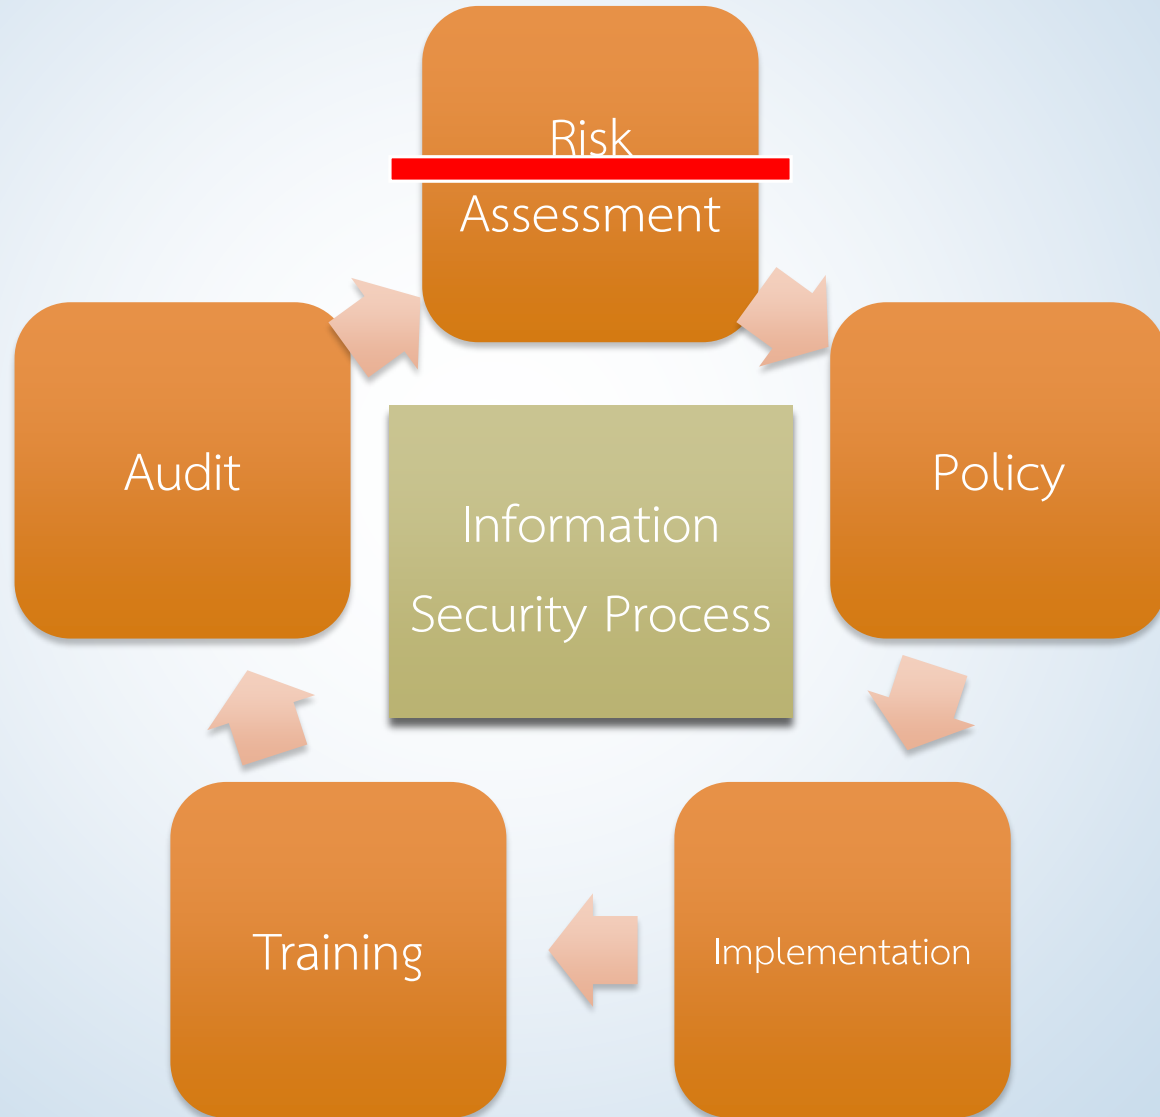 Risk
Assessment
Audit
Policy
Information
Security Process
Training
Implementation